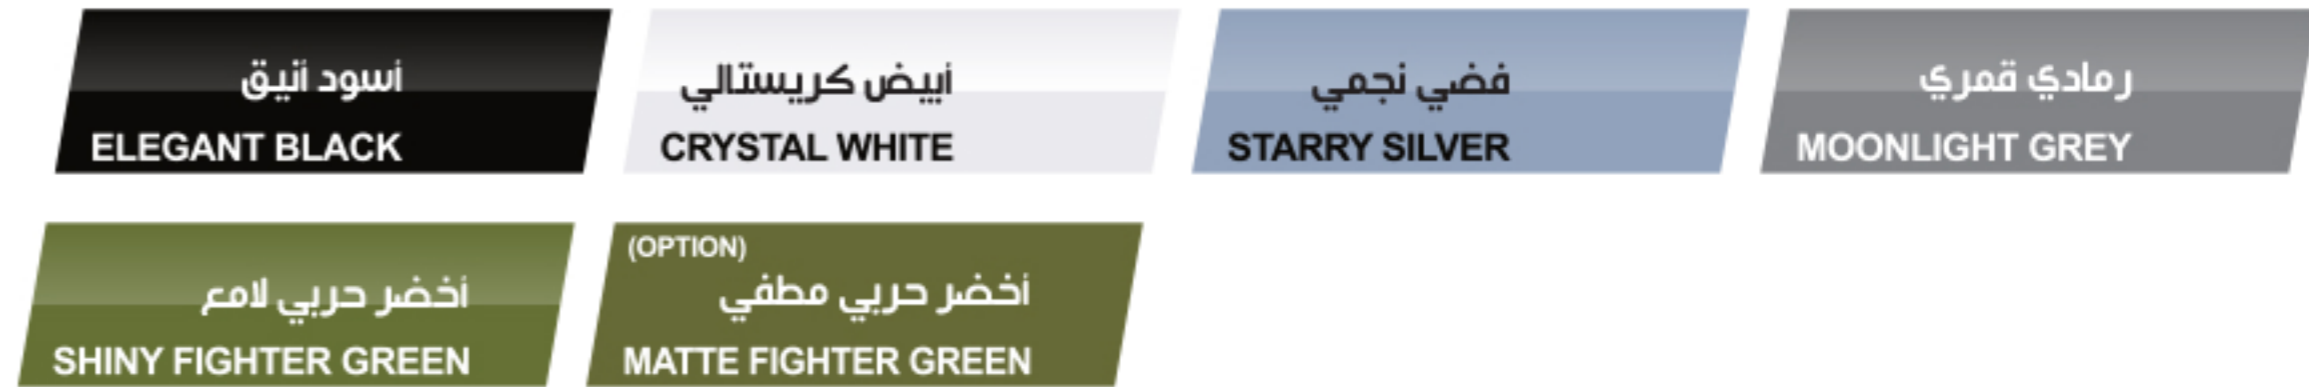 أسود أنيق
ELEGANT BLACK
أبيض كريستالي
CRYSTAL WHITE
فضي نجمي
STARRY SILVER
رمادي قمري
MOONLIGHT GREY
أخضر حربي لامع
SHINY FIGHTER GREEN
(OPTION)
أخضر حربي مطفي
MATTE FIGHTER GREEN